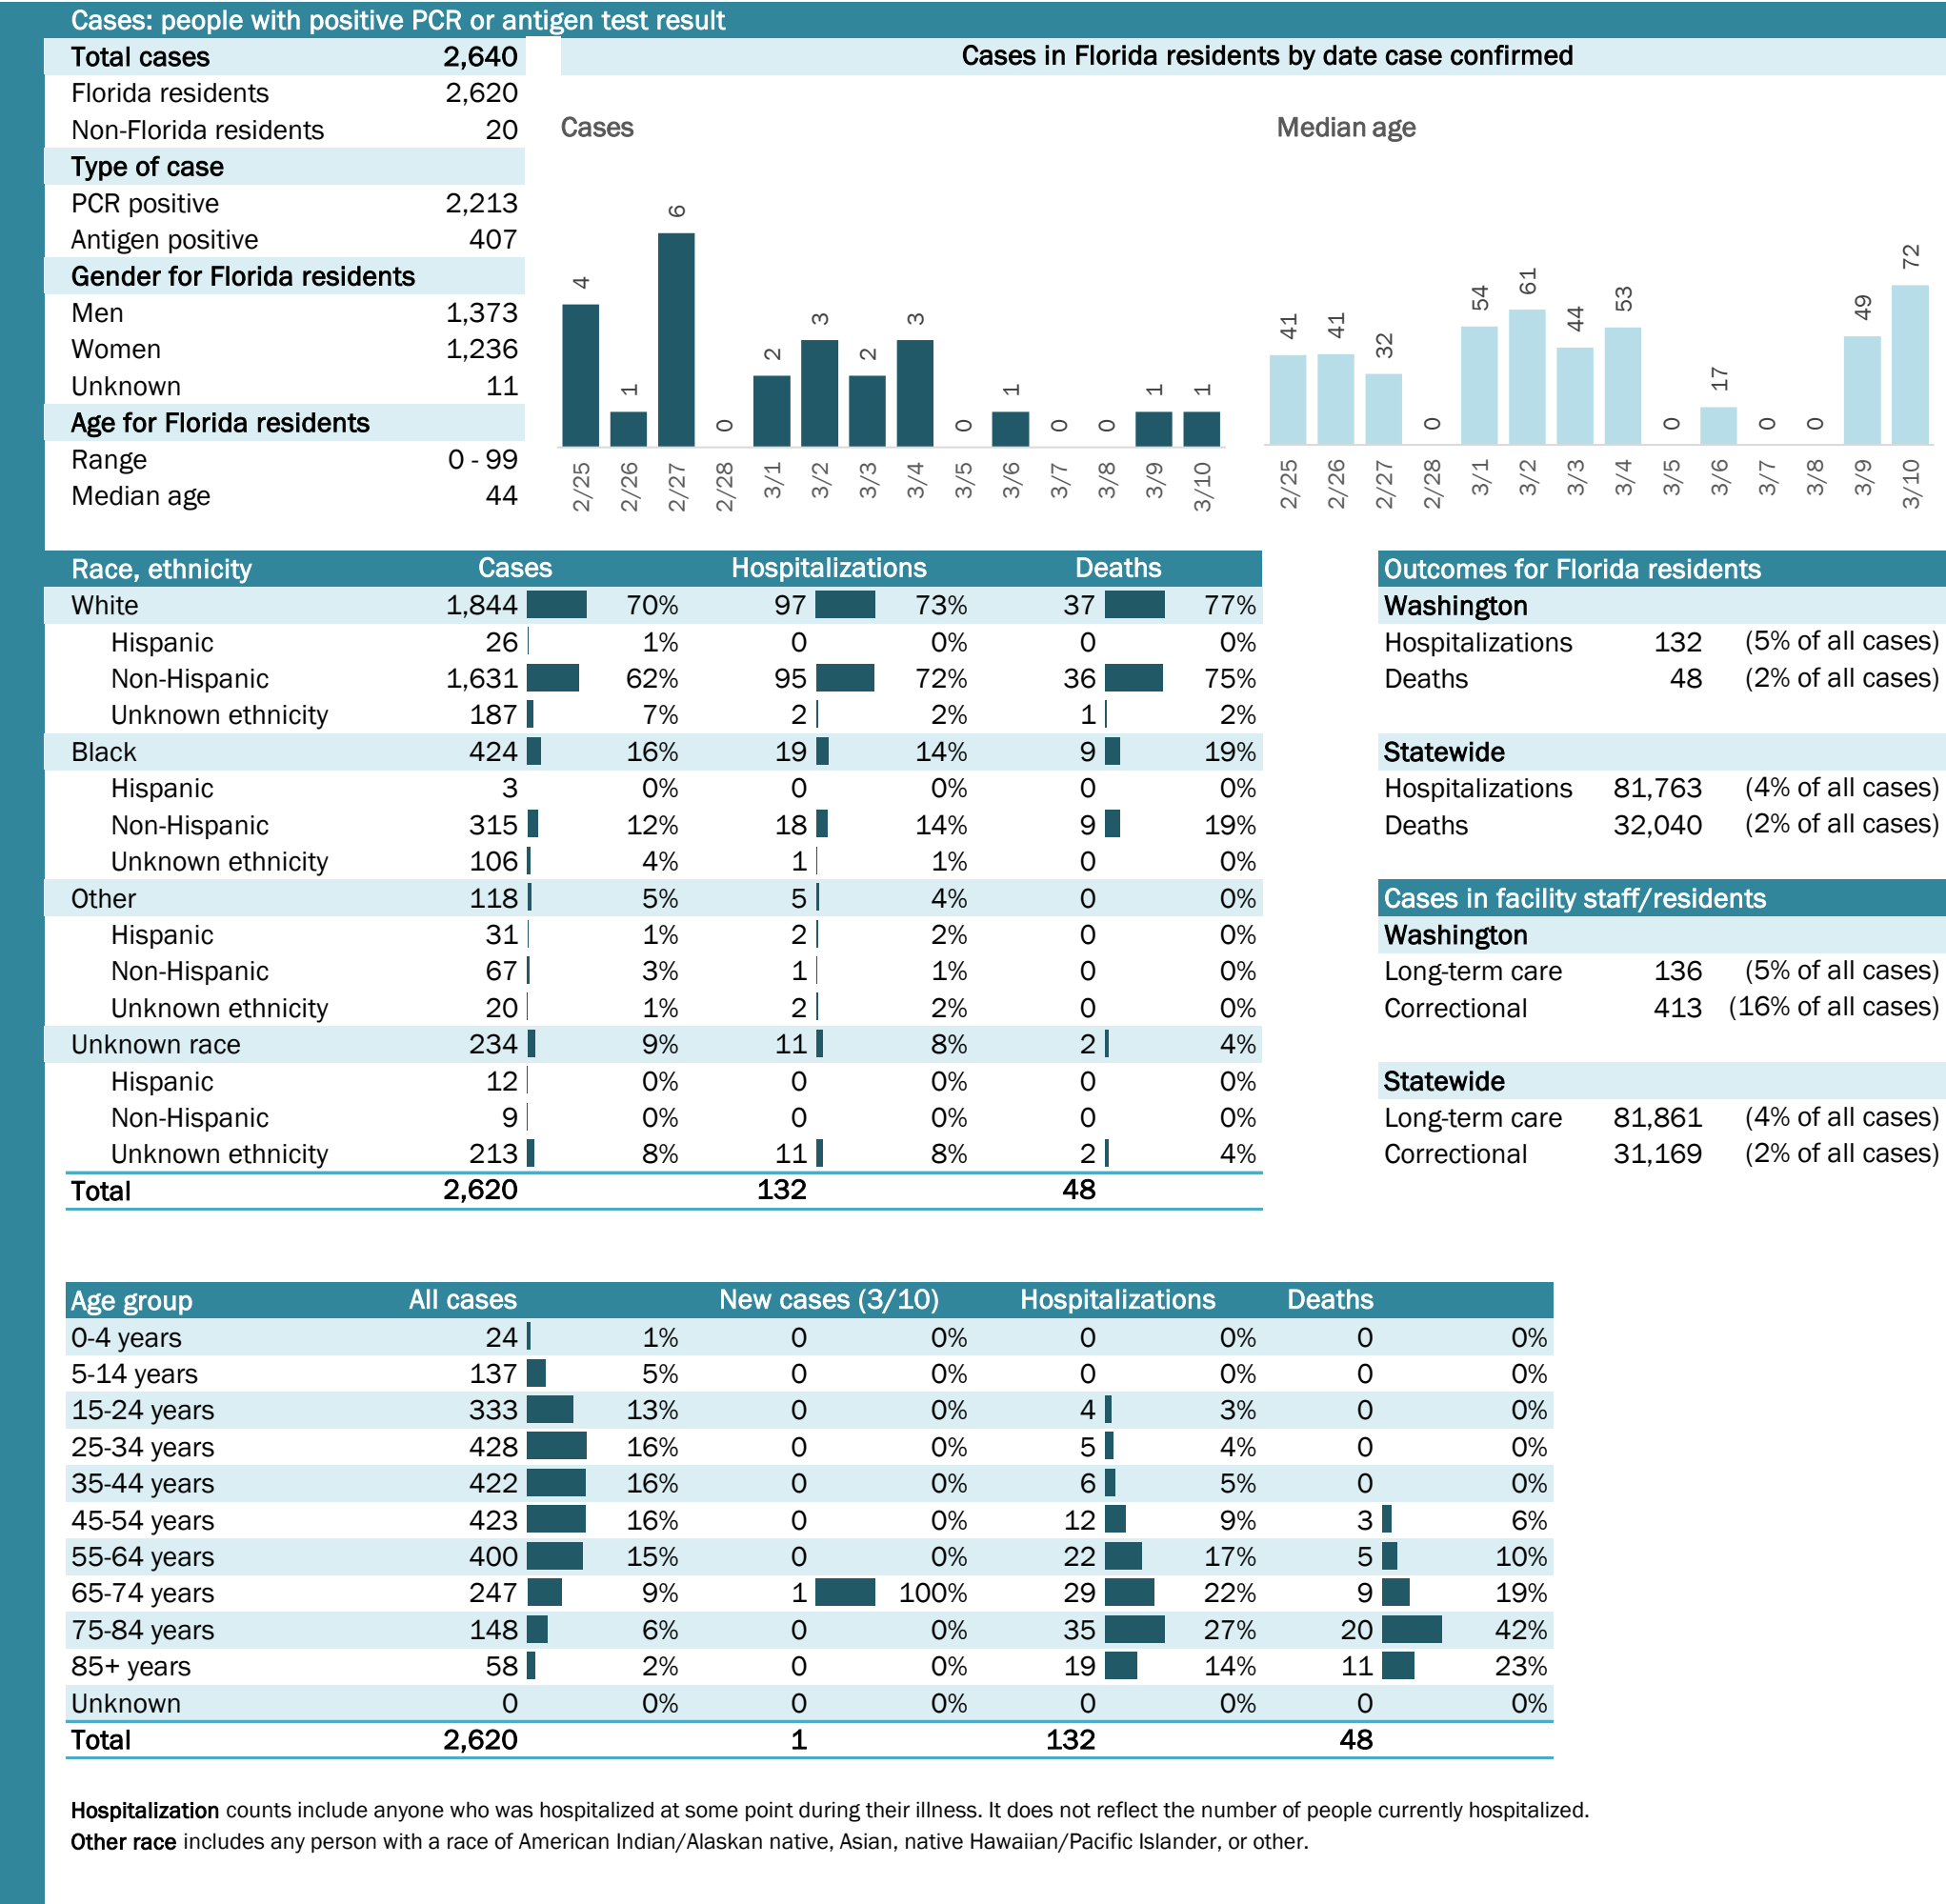 Cases: people with positive PCR or antigen test result
Total cases 2,640
Florida residents 2,620
Non-Florida residents 20
Type of case
PCR positive 2,213
Antigen positive 407
Gender for Florida residents
Men 1,373
Women 1,236
Unknown 11
Age for Florida residents
Range 0 - 99
Median age 44
Cases in Florida residents by date case confirmed
Cases
4 1 6 0 2 3 2 3 0 1 0 0 1 1
2/25 2/26 2/27 2/28 3/1 3/2 3/3 3/4 3/5 3/6 3/7 3/8 3/9 3/10
Median age
41 41 32 0 54 61 44 53 0 17 0 0 49 72
2/25 2/26 2/27 2/28 3/1 3/2 3/3 3/4 3/5 3/6 3/7 3/8 3/9 3/10
Race, ethnicity Cases Hospitalizations Deaths
White 1,844 70% 97 73% 37 77%
Hispanic 26 1% 0 0% 0 0%
Non-Hispanic 1,631 62% 95 72% 36 75%
Unknown ethnicity 187 7% 2 2% 1 2%
Black 424 16% 19 14% 9 19%
Hispanic 3 0% 0 0% 0 0%
Non-Hispanic 315 12% 18 14% 9 19%
Unknown ethnicity 106 4% 1 1% 0 0%
Other 118 5% 5 4% 0 0%
Hispanic 31 1% 2 2% 0 0%
Non-Hispanic 67 3% 1 1% 0 0%
Unknown ethnicity 20 1% 2 2% 0 0%
Unknown race 234 9% 11 8% 2 4%
Hispanic 12 0% 0 0% 0 0%
Non-Hispanic 9 0% 0 0% 0 0%
Unknown ethnicity 213 8% 11 8% 2 4%
Total 2,620 132 48
Outcomes for Florida residents
Washington
Hospitalizations 132 (5% of all cases)
Deaths 48 (2% of all cases)
Statewide
Hospitalizations 81,763 (4% of all cases)
Deaths 32,040 (2% of all cases)
Cases in facility staff/residents
Washington
Long-term care 136 (5% of all cases)
Correctional 413 (16% of all cases)
Statewide
Long-term care 81,861 (4% of all cases)
Correctional 31,169 (2% of all cases)
Age group All cases New cases (3/10) Hospitalizations Deaths
0-4 years 24 1% 0 0% 0 0% 0 0%
5-14 years 137 5% 0 0% 0 0% 0 0%
15-24 years 333 13% 0 0% 4 3% 0 0%
25-34 years 428 16% 0 0% 5 4% 0 0%
35-44 years 422 16% 0 0% 6 5% 0 0%
45-54 years 423 16% 0 0% 12 9% 3 6%
55-64 years 400 15% 0 0% 22 17% 5 10%
65-74 years 247 9% 1 100% 29 22% 9 19%
75-84 years 148 6% 0 0% 35 27% 20 42%
85+ years 58 2% 0 0% 19 14% 11 23%
Unknown 0 0% 0 0% 0 0% 0 0%
Total 2,620 1 132 48
Hospitalization counts include anyone who was hospitalized at some point during their illness. It does not reflect the number of people currently hospitalized.
Other race includes any person with a race of American Indian/Alaskan native, Asian, native Hawaiian/Pacific Islander, or other.